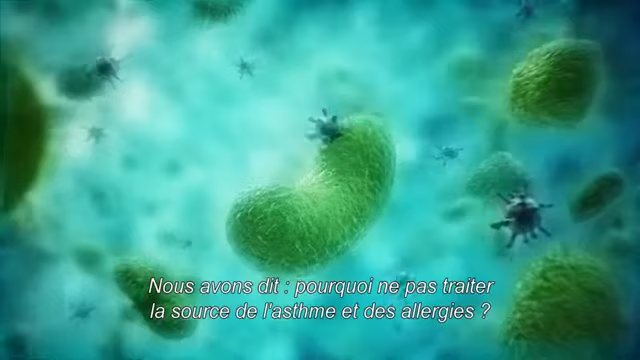 Nous avons dit : pourquoi ne pas traiter
la source de l'asthme et des allergies ?